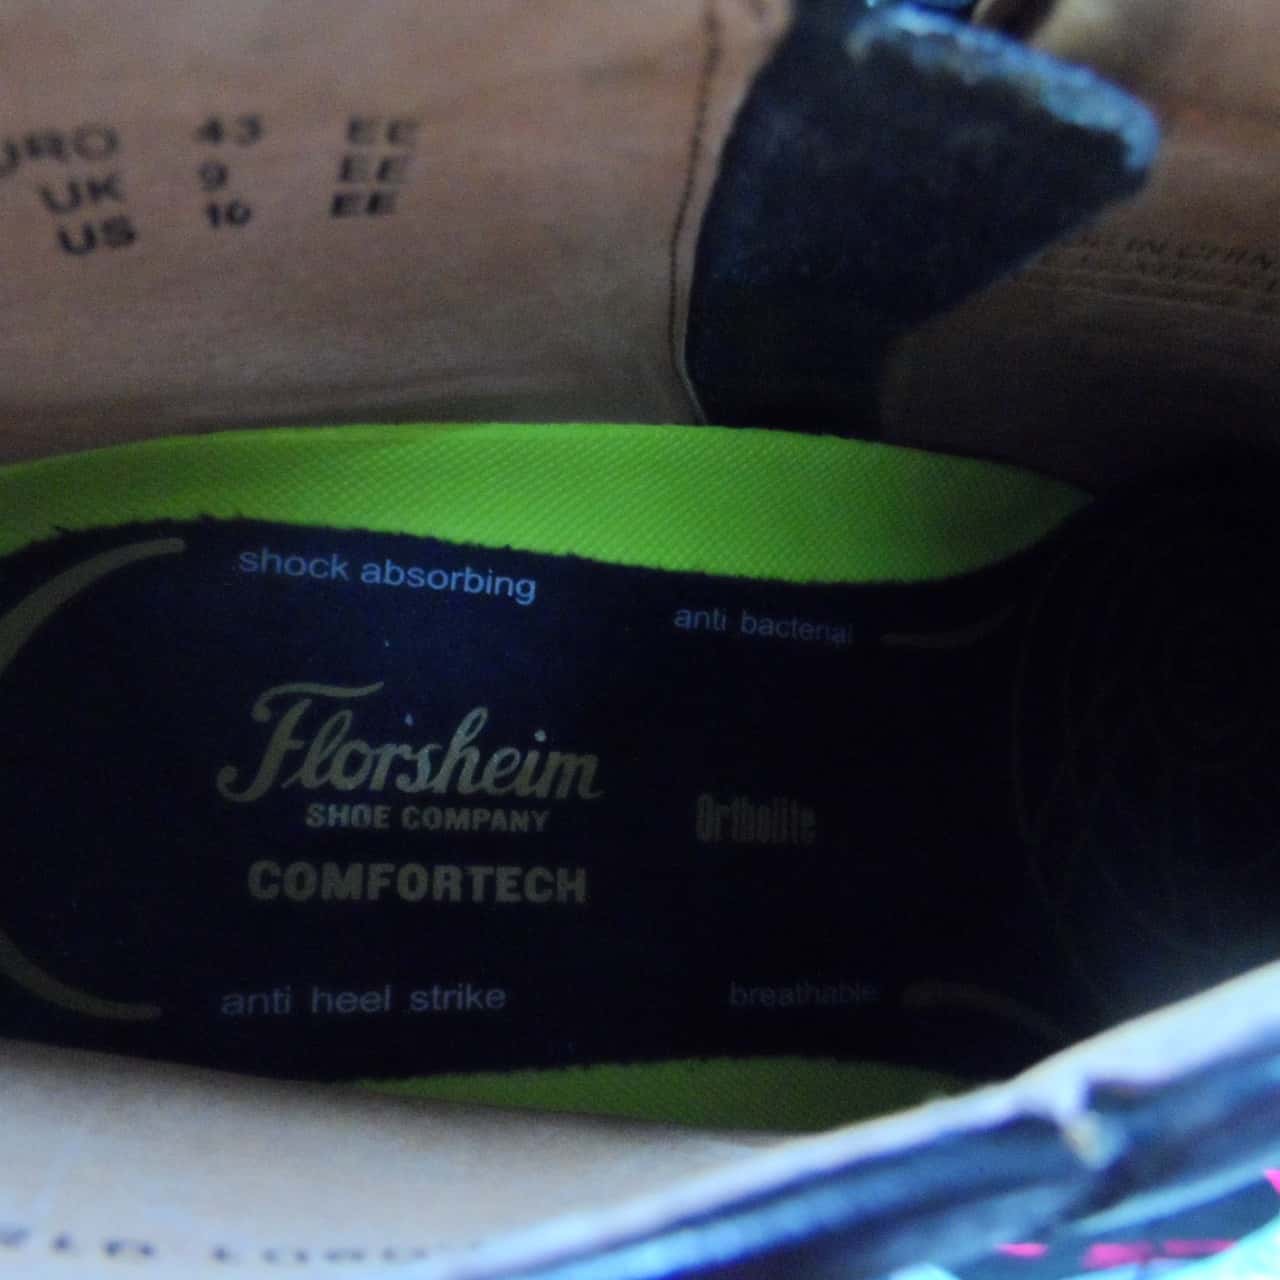 EURO 43 EE
UK 9 EE
US 10 EE
shock absorbing
anti bacterial
Florsheim
SHOE COMPANY
COMFORTECH
Ortholite
anti heel strike
breathable